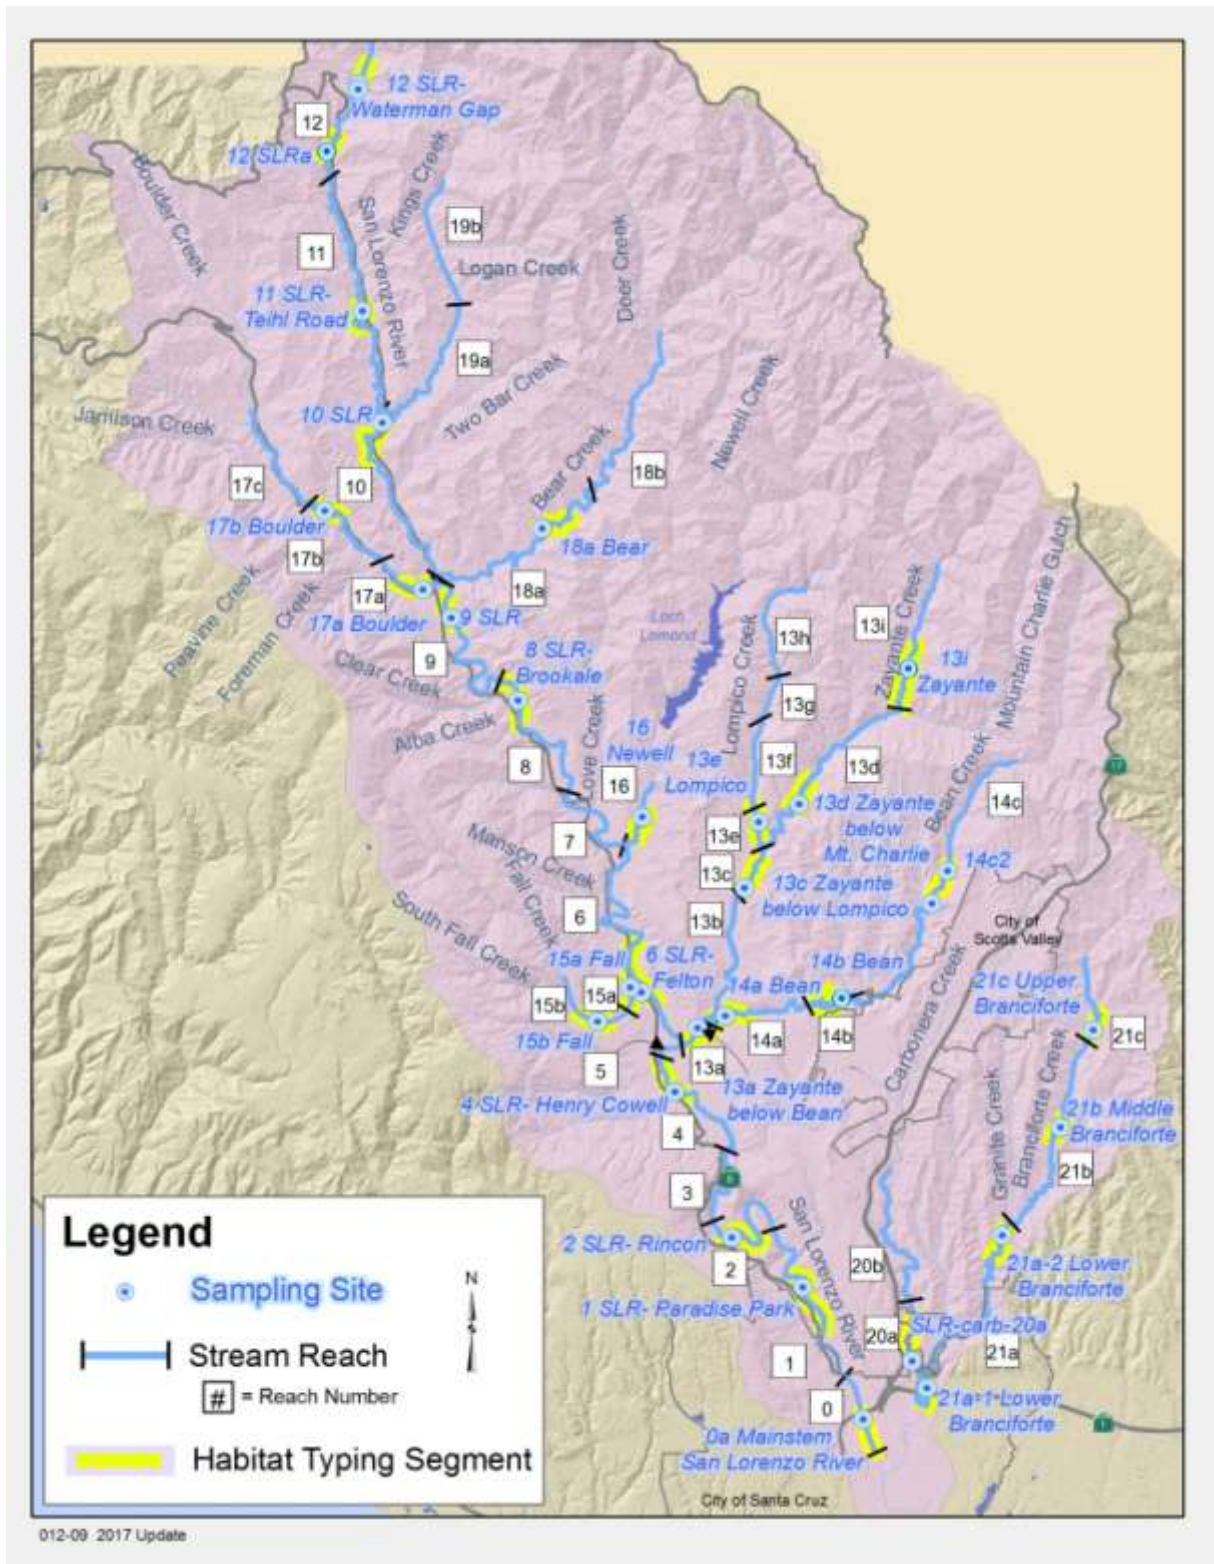 12 SLR-
Waterman Gap
12
12 SLRa
Kings Creek
Boulder Creek
19b
San Lorenzo River
11
Logan Creek
Deer Creek
11 SLR-
Teihl Road
19a
Two Bar Creek
10 SLR
Jamison Creek
Newell Creek
Bear Creek
18b
17c
10
17b Boulder
18a Bear
17b
Mountain Charlie Gulch
17a
18a
Peavine Creek
Foreman Creek
17a Boulder
9 SLR
Loch
Lomond
13h
13i
Zayante Creek
9
8 SLR-
Brookale
13i
Zayante
Clear Creek
Lompico Creek
13g
Alba Creek
Love Creek
16
Newell
13e
Lompico
13f
13d
8
16
Bean Creek
14c
13d Zayante
below
Mt. Charlie
7
13e
Manson Creek
14c2
13c
13c Zayante
below Lompico
Fall Creek
South Fall Creek
6
13b
City of
Scotts Valley
15a Fall
6 SLR-
Felton
14b Bean
14a Bean
Carbonera Creek
21c Upper
Branciforte
15a
15b
15b Fall
14a
14b
21c
5
13a
13a Zayante
below Bean
4 SLR- Henry Cowell
Granite Creek
Branciforte Creek
21b Middle
Branciforte
4
21b
3
San Lorenzo River
2 SLR- Rincon
2
20b
21a-2 Lower
Branciforte
1 SLR- Paradise Park
20a
SLR-carb-20a
21a
1
0
21a-1 Lower
Branciforte
0a Mainstem
San Lorenzo River
City of Santa Cruz
17
9
1
Legend
Sampling Site
N
S
Stream Reach
# = Reach Number
Habitat Typing Segment
012-09 2017 Update